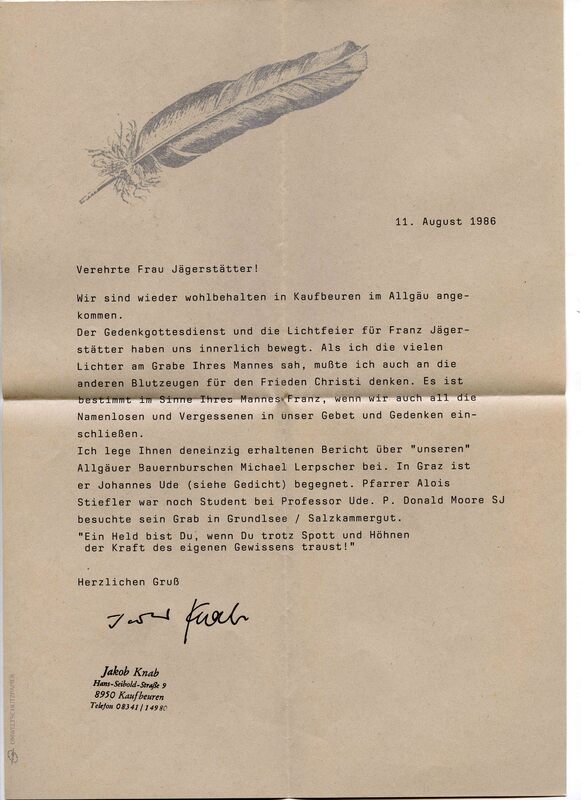 11. August 1986
Verehrte Frau Jägerstätter!
Wir sind wieder wohlbehalten in Kaufbeuren im Allgäu ange-
kommen.
Der Gedenkgottesdienst und die Lichtfeier für Franz Jäger-
stätter haben uns innerlich bewegt. Als ich die vielen
Lichter am Grabe Ihres Mannes sah, mußte ich auch an die
anderen Blutzeugen für den Frieden Christi denken. Es ist
bestimmt im Sinne Ihres Mannes Franz, wenn wir auch all die
Namenlosen und Vergessenen in unser Gebet und Gedenken ein-
schließen.
Ich lege Ihnen deneinzig erhaltenen Bericht über "unseren"
Allgäuer Bauernburschen Michael Lerpscher bei. In Graz ist
er Johannes Ude (siehe Gedicht) begegnet. Pfarrer Alois
Stiefler war noch Student bei Professor Ude. P. Donald Moore SJ
besuchte sein Grab in Grundlsee / Salzkammergut.
"Ein Held bist Du, wenn Du trotz Spott und Höhnen
der Kraft des eigenen Gewissens traust!"
Herzlichen Gruß
Jakob Knab
Jakob Knab
Hans-Seibold-Straße 9
8950 Kaufbeuren
Telefon 08341/14980
UMWELTSCHUTZPAPIER